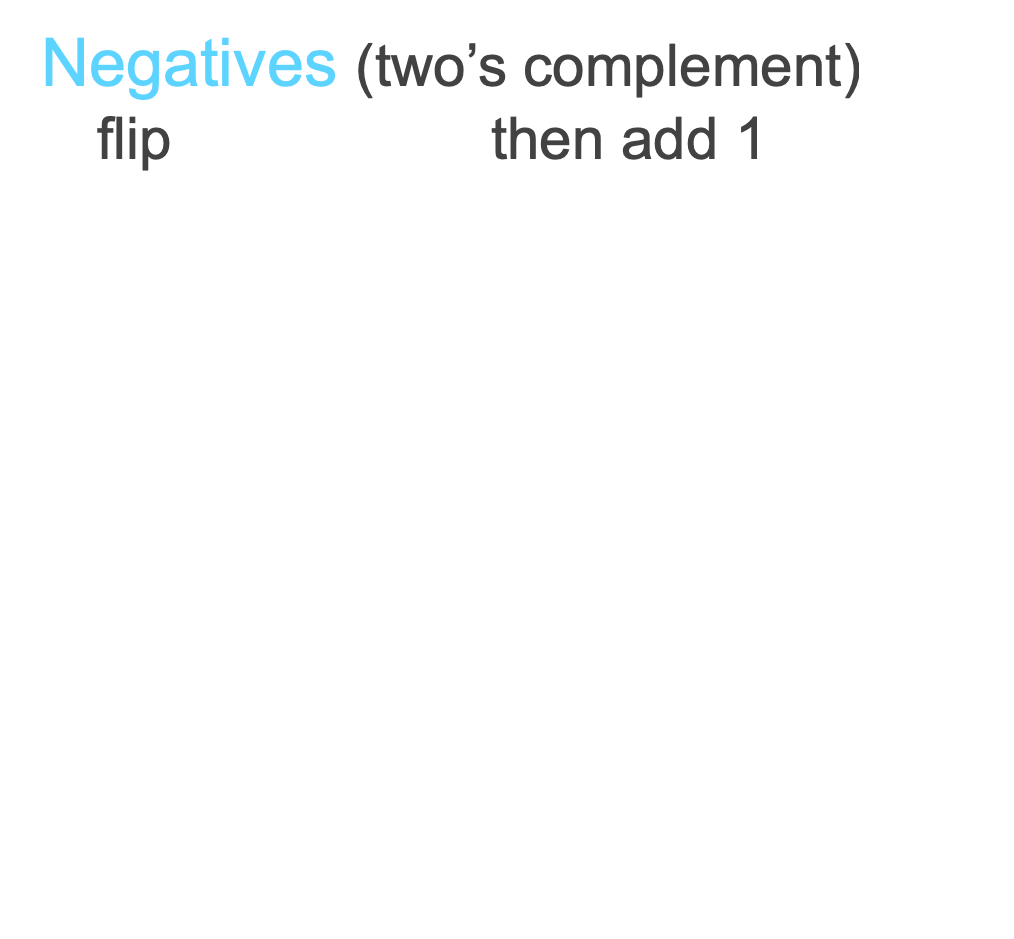 Negatives (two’s complement)
flip then add 1